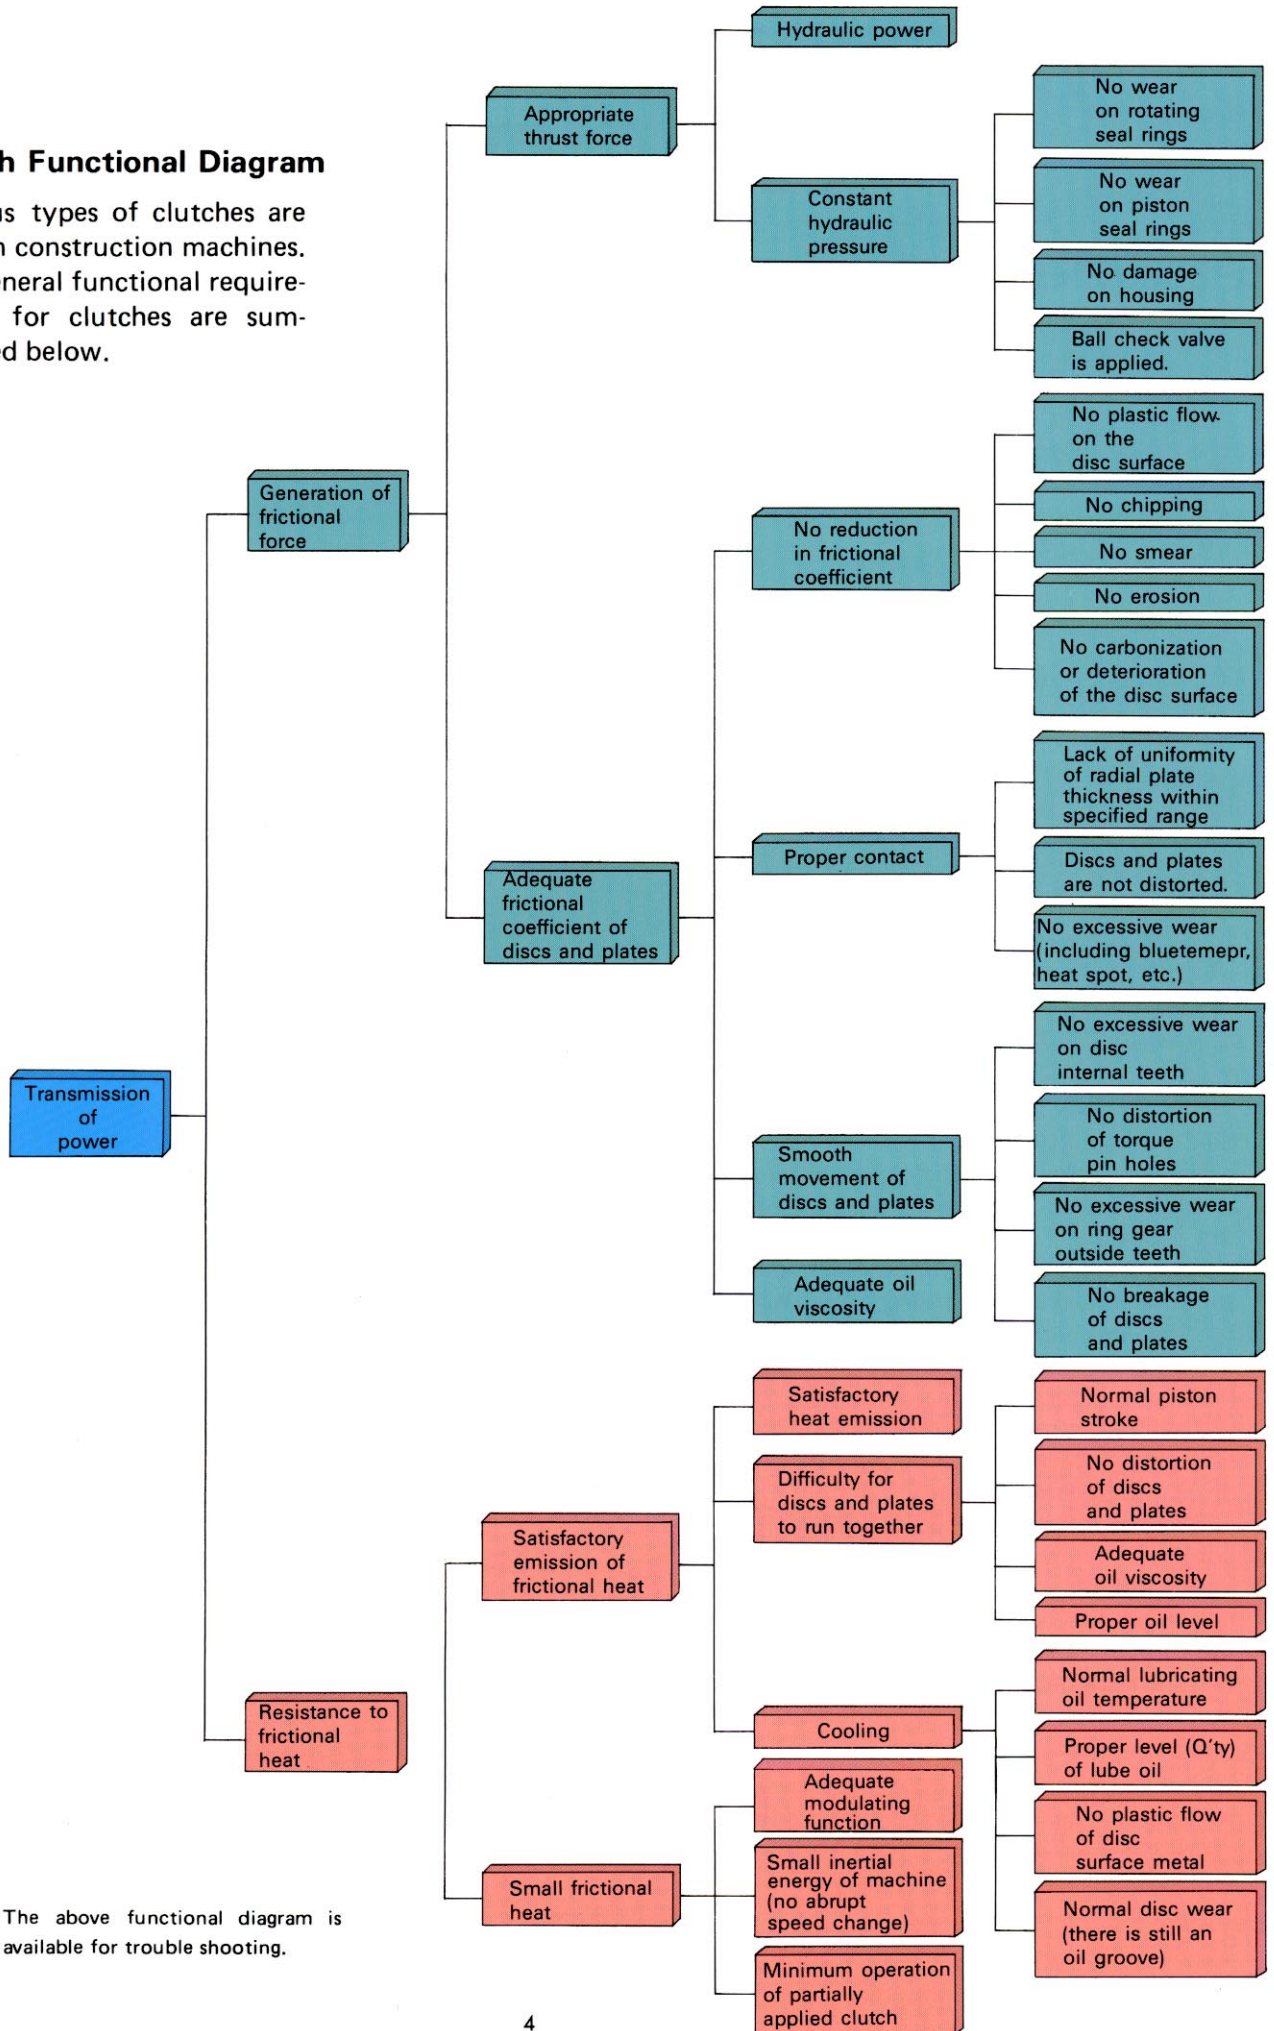 h Functional Diagram
us types of clutches are
n construction machines.
eneral functional require-
for clutches are sum-
ed below.
Transmission
of
power
Generation of
frictional
force
Appropriate
thrust force
Hydraulic power
Constant
hydraulic
pressure
No wear
on rotating
seal rings
No wear
on piston
seal rings
No damage
on housing
Ball check valve
is applied.
Adequate
frictional
coefficient of
discs and plates
No reduction
in frictional
coefficient
No plastic flow
on the
disc surface
No chipping
No smear
No erosion
No carbonization
or deterioration
of the disc surface
Proper contact
Lack of uniformity
of radial plate
thickness within
specified range
Discs and plates
are not distorted.
No excessive wear
(including bluetemepr,
heat spot, etc.)
Smooth
movement of
discs and plates
No excessive wear
on disc
internal teeth
No distortion
of torque
pin holes
No excessive wear
on ring gear
outside teeth
No breakage
of discs
and plates
Adequate oil
viscosity
Resistance to
frictional
heat
Satisfactory
emission of
frictional heat
Satisfactory
heat emission
Difficulty for
discs and plates
to run together
Normal piston
stroke
No distortion
of discs
and plates
Adequate
oil viscosity
Proper oil level
Cooling
Normal lubricating
oil temperature
Proper level (Q'ty)
of lube oil
No plastic flow
of disc
surface metal
Normal disc wear
(there is still an
oil groove)
Small frictional
heat
Adequate
modulating
function
Small inertial
energy of machine
(no abrupt
speed change)
Minimum operation
of partially
applied clutch
The above functional diagram is
available for trouble shooting.
4